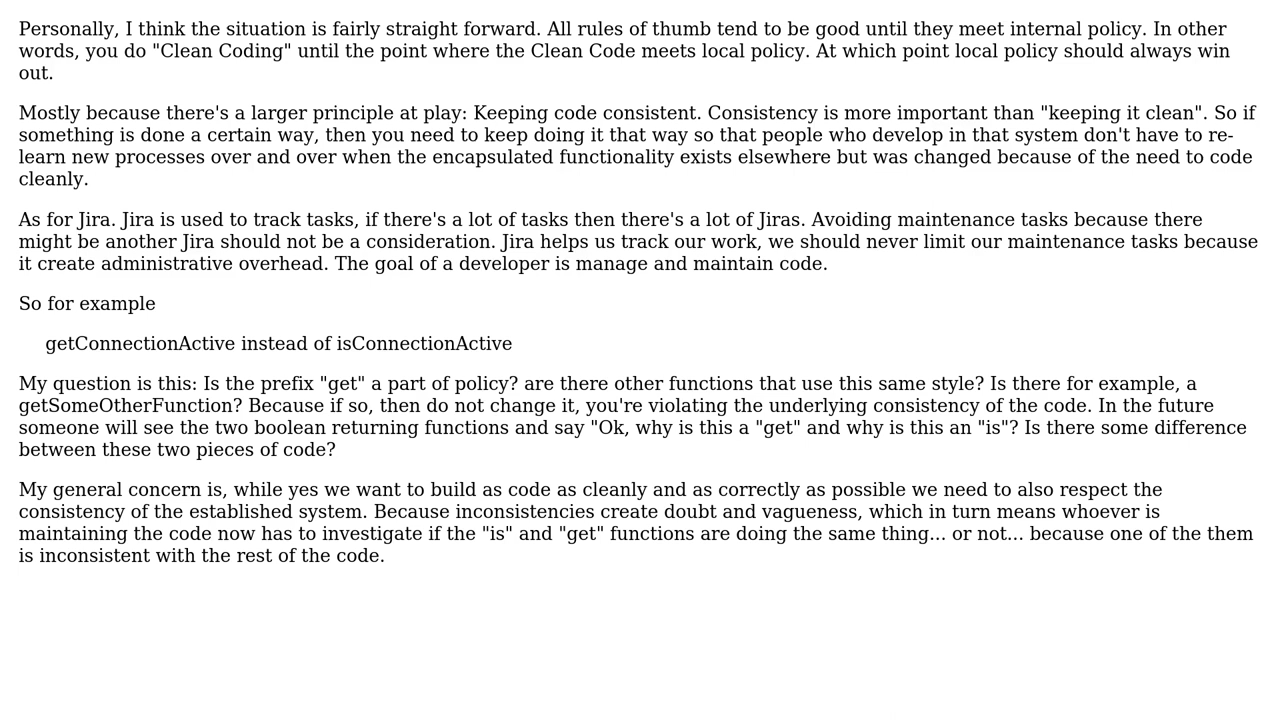 Personally, I think the situation is fairly straight forward. All rules of thumb tend to be good until they meet internal policy. In other
words, you do "Clean Coding" until the point where the Clean Code meets local policy. At which point local policy should always win
out.
Mostly because there's a larger principle at play: Keeping code consistent. Consistency is more important than "keeping it clean". So if
something is done a certain way, then you need to keep doing it that way so that people who develop in that system don't have to re-
learn new processes over and over when the encapsulated functionality exists elsewhere but was changed because of the need to code
cleanly.
As for Jira. Jira is used to track tasks, if there's a lot of tasks then there's a lot of Jiras. Avoiding maintenance tasks because there
might be another Jira should not be a consideration. Jira helps us track our work, we should never limit our maintenance tasks because
it create administrative overhead. The goal of a developer is manage and maintain code.
So for example
getConnectionActive instead of isConnectionActive
My question is this: Is the prefix "get" a part of policy? are there other functions that use this same style? Is there for example, a
getSomeOtherFunction? Because if so, then do not change it, you're violating the underlying consistency of the code. In the future
someone will see the two boolean returning functions and say "Ok, why is this a "get" and why is this an "is"? Is there some difference
between these two pieces of code?
My general concern is, while yes we want to build as code as cleanly and as correctly as possible we need to also respect the
consistency of the established system. Because inconsistencies create doubt and vagueness, which in turn means whoever is
maintaining the code now has to investigate if the "is" and "get" functions are doing the same thing... or not... because one of the them
is inconsistent with the rest of the code.